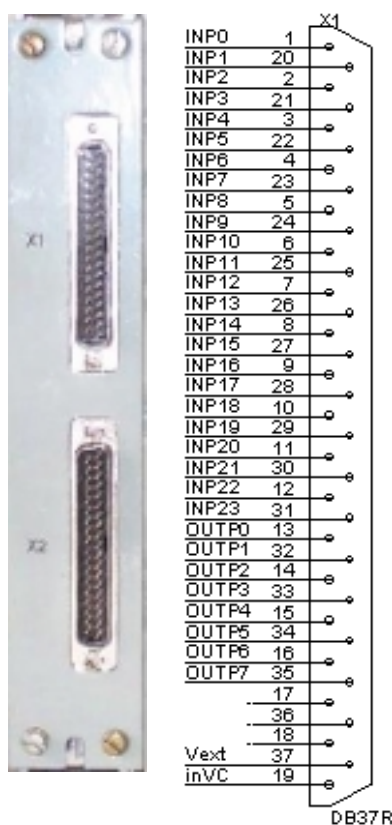 X1
X2
X1
INP0 1
INP1 20
INP2 2
INP3 21
INP4 3
INP5 22
INP6 4
INP7 23
INP8 5
INP9 24
INP10 6
INP11 25
INP12 7
INP13 26
INP14 8
INP15 27
INP16 9
INP17 28
INP18 10
INP19 29
INP20 11
INP21 30
INP22 12
INP23 31
OUTP0 13
OUTP1 32
OUTP2 14
OUTP3 33
OUTP4 15
OUTP5 34
OUTP6 16
OUTP7 35
17
36
18
Vext 37
inVC 19
DB37R